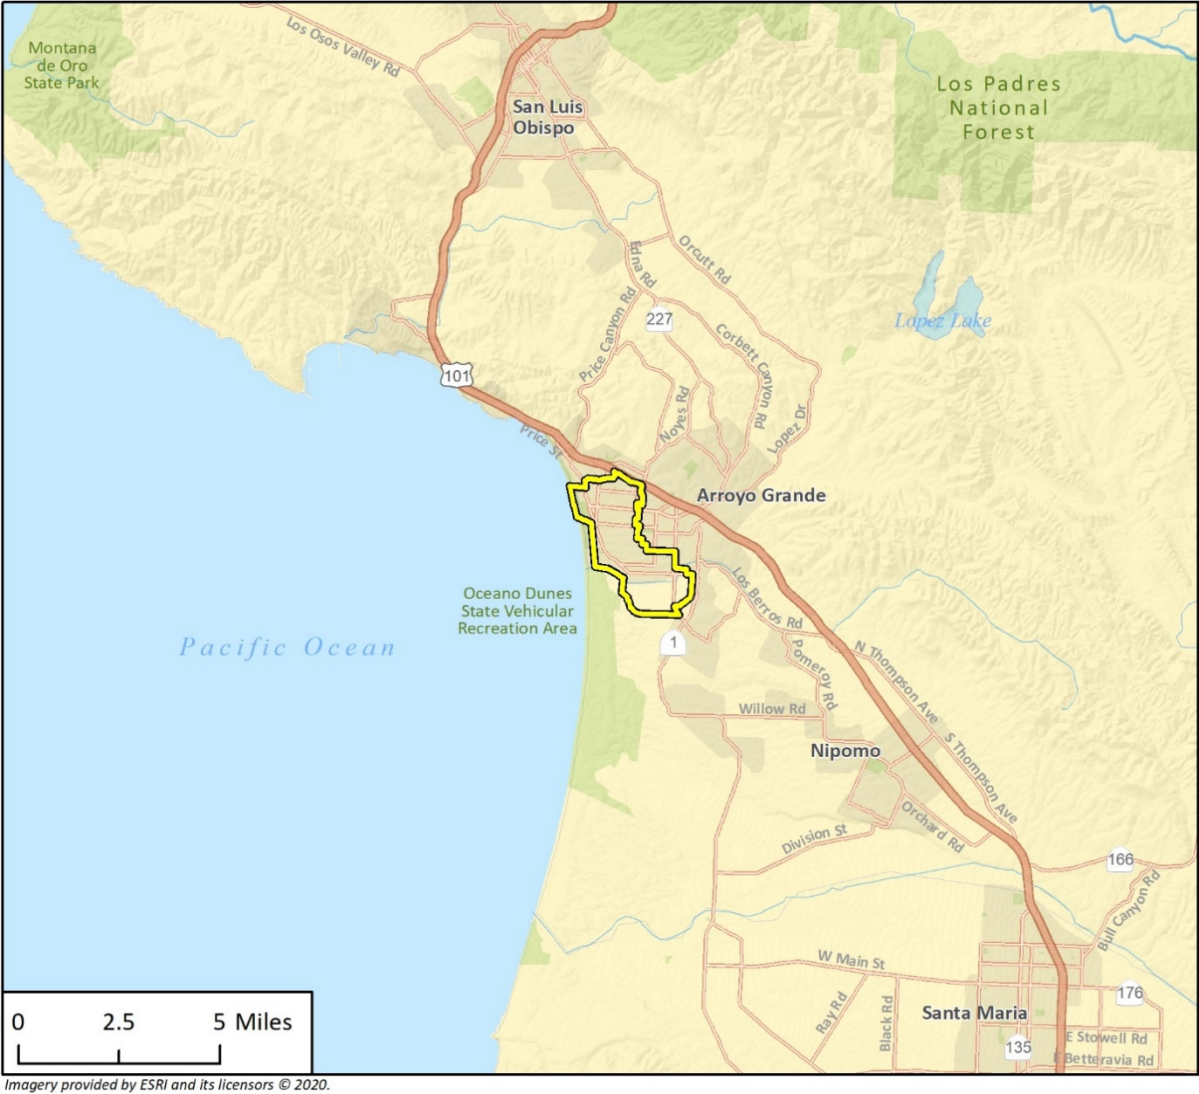 Los Osos Valley Rd
Montana
de Oro
State Park
Los Padres
National
Forest
San Luis
Obispo
Edna Rd
Orcutt Rd
Price Canyon Rd
227
Lopez Lake
Corbett Canyon Rd
101
Noyes Rd
Lopez Dr
Price St
Arroyo Grande
Oceano Dunes
State Vehicular
Recreation Area
Los Berros Rd
Pacific Ocean
1
Pomeroy Rd
N Thompson Ave
Willow Rd
Nipomo
S Thompson Ave
Orchard Rd
Division St
166
Bull Canyon Rd
W Main St
176
Ray Rd
Black Rd
Santa Maria
135
E Stowell Rd
E Betteravia Rd
0 2.5 5 Miles
Imagery provided by ESRI and its licensors © 2020.